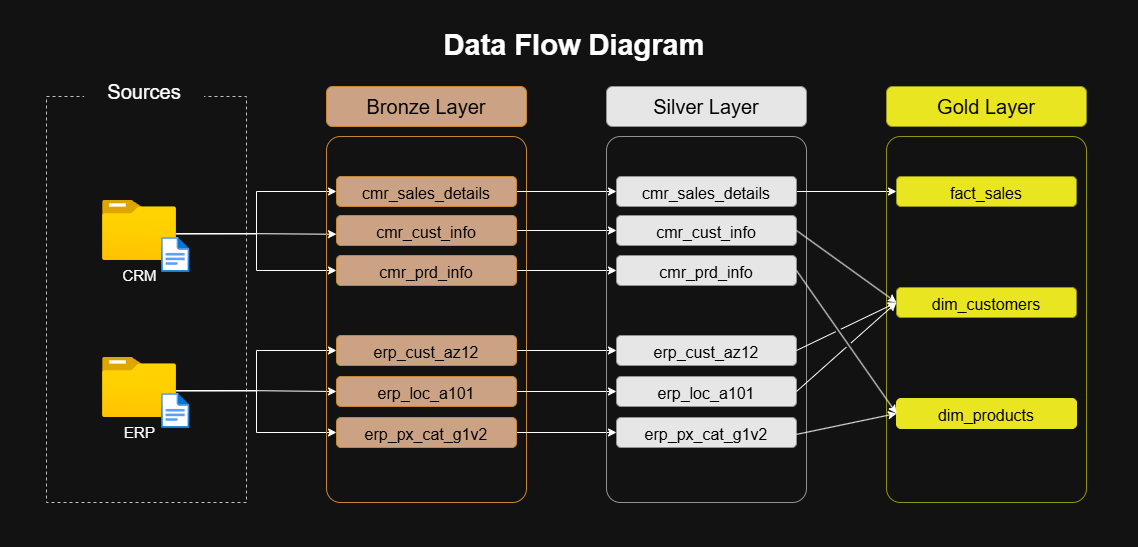 Data Flow Diagram
Sources
CRM
ERP
Bronze Layer
cmr_sales_details
cmr_cust_info
cmr_prd_info
erp_cust_az12
erp_loc_a101
erp_px_cat_g1v2
Silver Layer
cmr_sales_details
cmr_cust_info
cmr_prd_info
erp_cust_az12
erp_loc_a101
erp_px_cat_g1v2
Gold Layer
fact_sales
dim_customers
dim_products